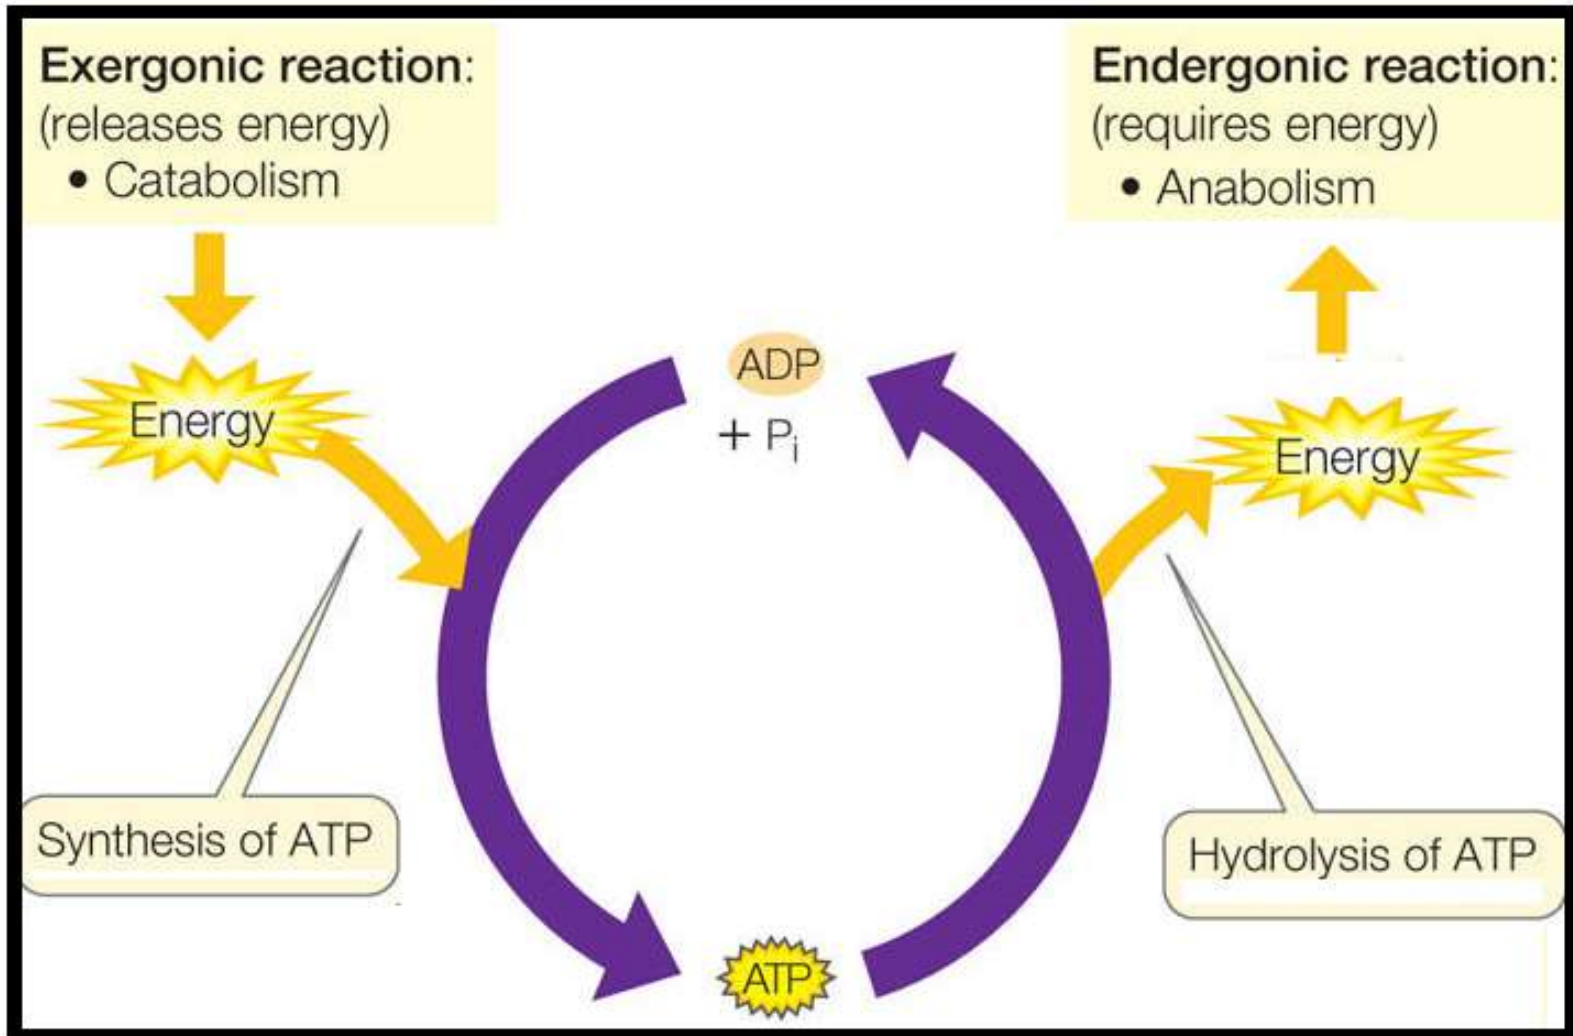 Exergonic reaction:
(releases energy)
• Catabolism
Endergonic reaction:
(requires energy)
• Anabolism
Energy
ADP
+ Pi
Energy
Synthesis of ATP
Hydrolysis of ATP
ATP